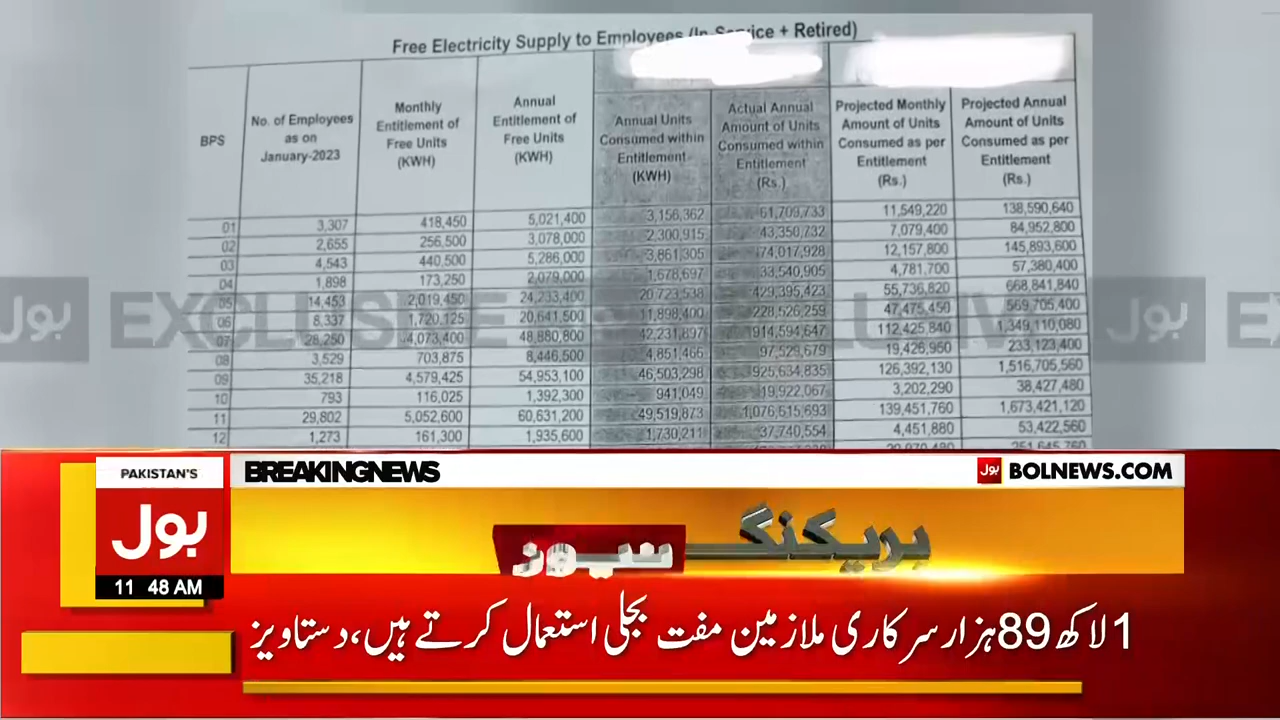 Free Electricity Supply to Employees (In Service + Retired)
BPS
No. of Employees as on January-2023
Monthly Entitlement of Free Units (KWH)
Annual Entitlement of Free Units (KWH)
Annual Units Consumed within Entitlement (KWH)
Actual Annual Amount of Units Consumed within Entitlement (Rs.)
Projected Monthly Amount of Units Consumed as per Entitlement (Rs.)
Projected Annual Amount of Units Consumed as per Entitlement (Rs.)
01 3,307 418,450 5,021,400 3,156,362 61,709,733 11,549,220 138,590,640
02 2,655 256,500 3,078,000 2,300,915 43,350,732 7,079,400 84,952,800
03 4,543 440,500 5,286,000 3,861,305 74,017,928 12,157,800 145,893,600
04 1,898 173,250 2,079,000 1,678,697 33,540,905 4,781,700 57,380,400
05 14,453 2,019,450 24,233,400 20,723,538 429,395,423 55,736,820 668,841,840
06 8,337 1,720,125 20,641,500 11,898,400 228,526,259 47,475,450 569,705,400
07 28,250 4,073,400 48,880,800 42,231,897 914,594,647 112,425,840 1,349,110,080
08 3,529 703,875 8,446,500 4,851,466 97,529,679 19,426,950 233,123,400
09 35,218 4,579,425 54,953,100 46,503,298 925,634,835 126,392,130 1,516,705,560
10 793 116,025 1,392,300 941,049 19,922,067 3,202,290 38,427,480
11 29,802 5,052,600 60,631,200 49,519,873 1,076,615,693 139,451,760 1,673,421,120
12 1,273 161,300 1,935,600 1,730,211 37,740,554 4,451,880 53,422,560
بول EXCLUSIVE EXCLUSIVE بول
PAKISTAN'S
بول
11 48 AM
BREAKINGNEWS
بول BOLNEWS.COM
بریکنگ نیوز
1 لاکھ 89 ہزار سرکاری ملازمین مفت بجلی استعمال کرتے ہیں، دستاویز